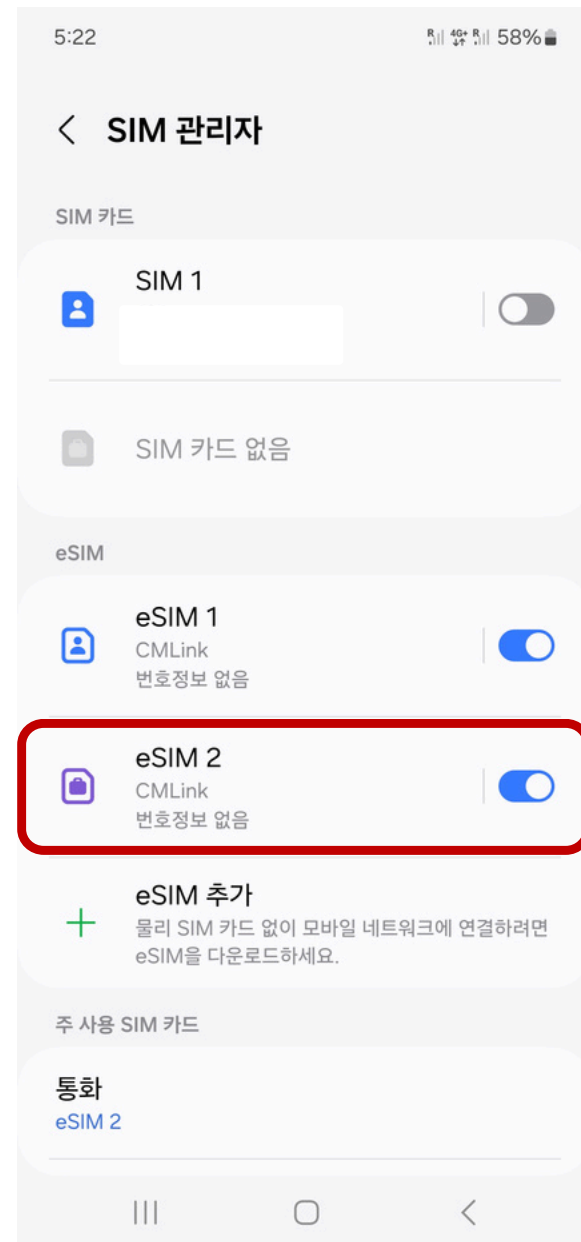 5:22
R 4G+ R 58%
SIM 관리자
SIM 카드
SIM 1
SIM 카드 없음
eSIM
eSIM 1
CMLink
번호정보 없음
eSIM 2
CMLink
번호정보 없음
eSIM 추가
물리 SIM 카드 없이 모바일 네트워크에 연결하려면
eSIM을 다운로드하세요.
주 사용 SIM 카드
통화
eSIM 2